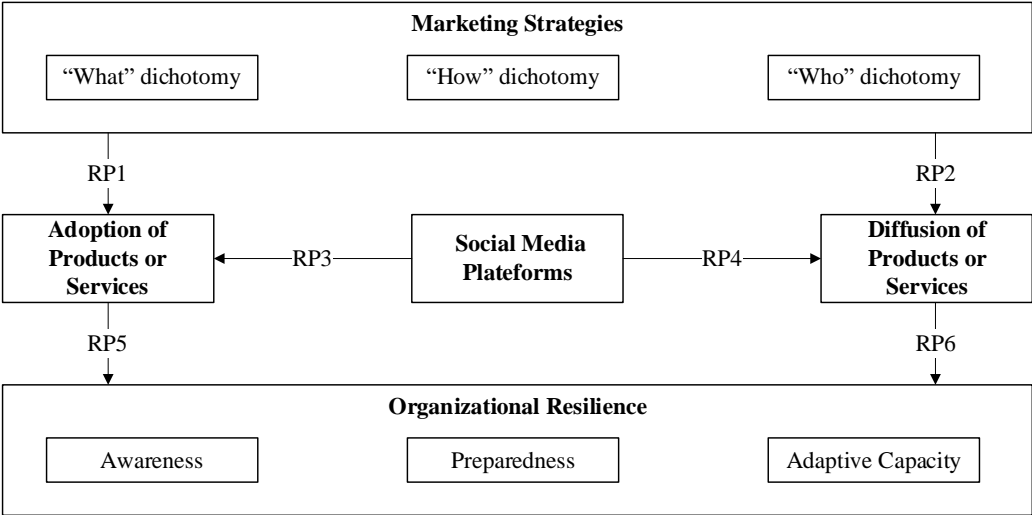 Marketing Strategies
“What” dichotomy
“How” dichotomy
“Who” dichotomy
RP1
RP2
Adoption of
Products or
Services
RP3
Social Media
Plateforms
RP4
Diffusion of
Products or
Services
RP5
RP6
Organizational Resilience
Awareness
Preparedness
Adaptive Capacity